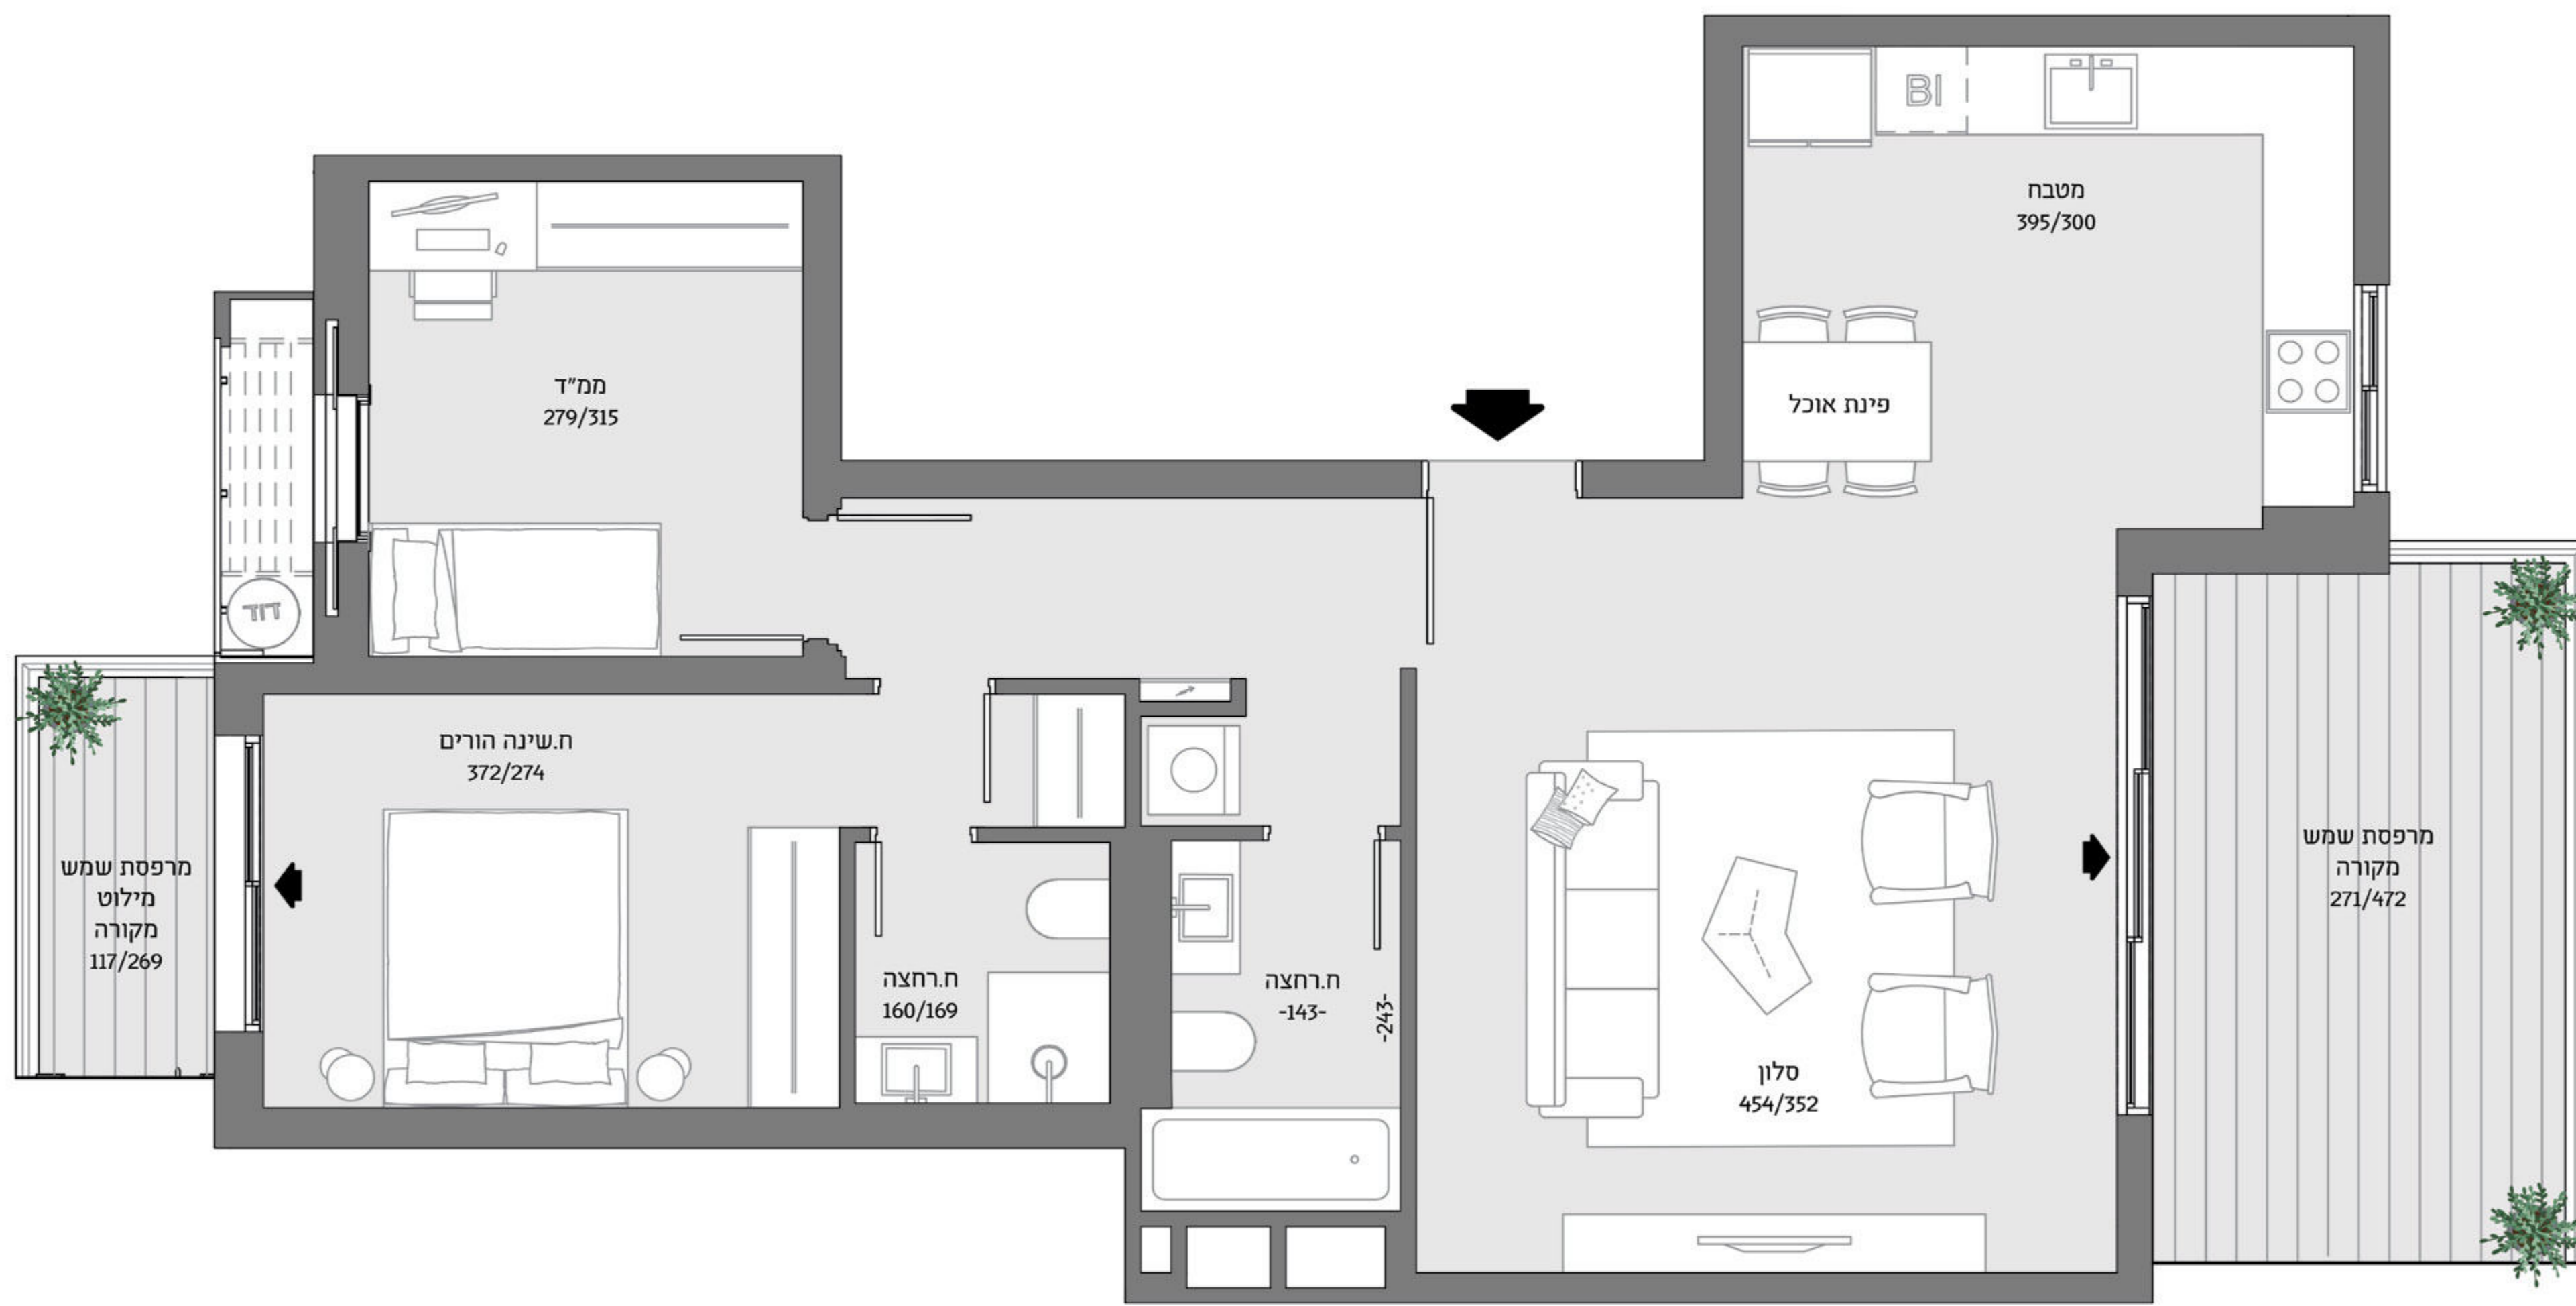 BI
מטבח
395/300
פינת אוכל
ממ"ד
279/315
דוד
ח.שינה הורים
372/274
מרפסת שמש
מילוט
מקורה
117/269
ח.רחצה
160/169
ח.רחצה
-143-
-243-
סלון
454/352
מרפסת שמש
מקורה
271/472